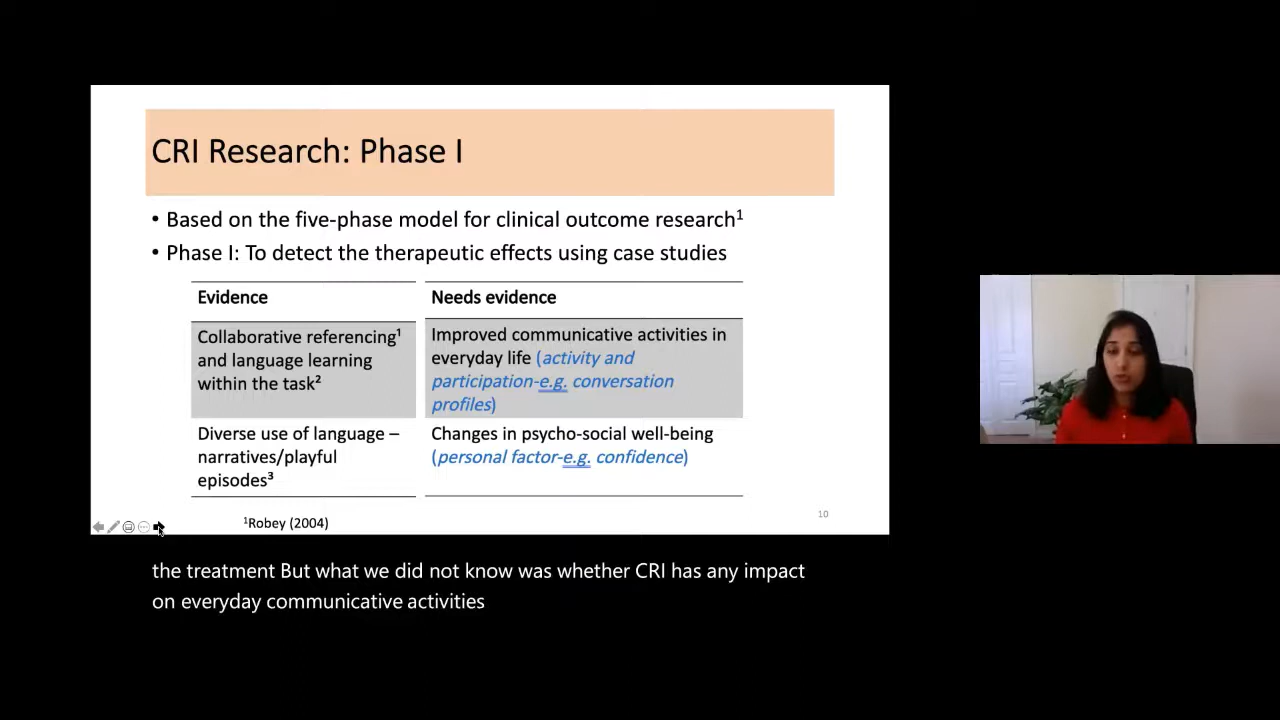 CRI Research: Phase I
• Based on the five-phase model for clinical outcome research¹
• Phase I: To detect the therapeutic effects using case studies
Evidence
Collaborative referencing¹
and language learning
within the task²
Diverse use of language –
narratives/playful
episodes³
Needs evidence
Improved communicative activities in
everyday life (activity and
participation-e.g. conversation
profiles)
Changes in psycho-social well-being
(personal factor-e.g. confidence)
¹Robey (2004)
10
the treatment But what we did not know was whether CRI has any impact
on everyday communicative activities